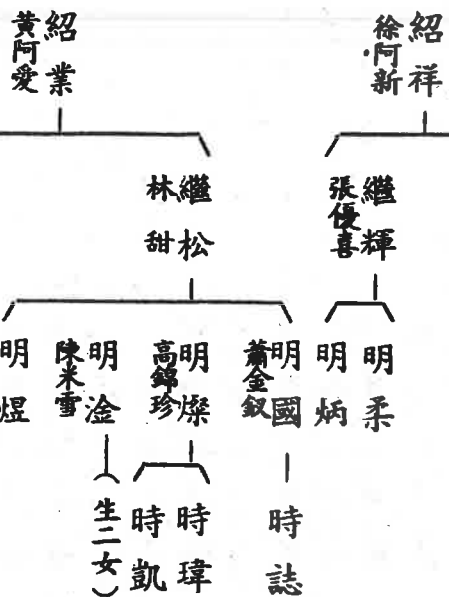 紹祥
徐阿新
紹業
黃阿愛
繼輝
張優喜
繼松
林甜
明柔
明炳
明國
蕭金釵
明燦
高錦珍
明淦
陳米雪
明煜
時誌
時瑋
時凱
（生二女）